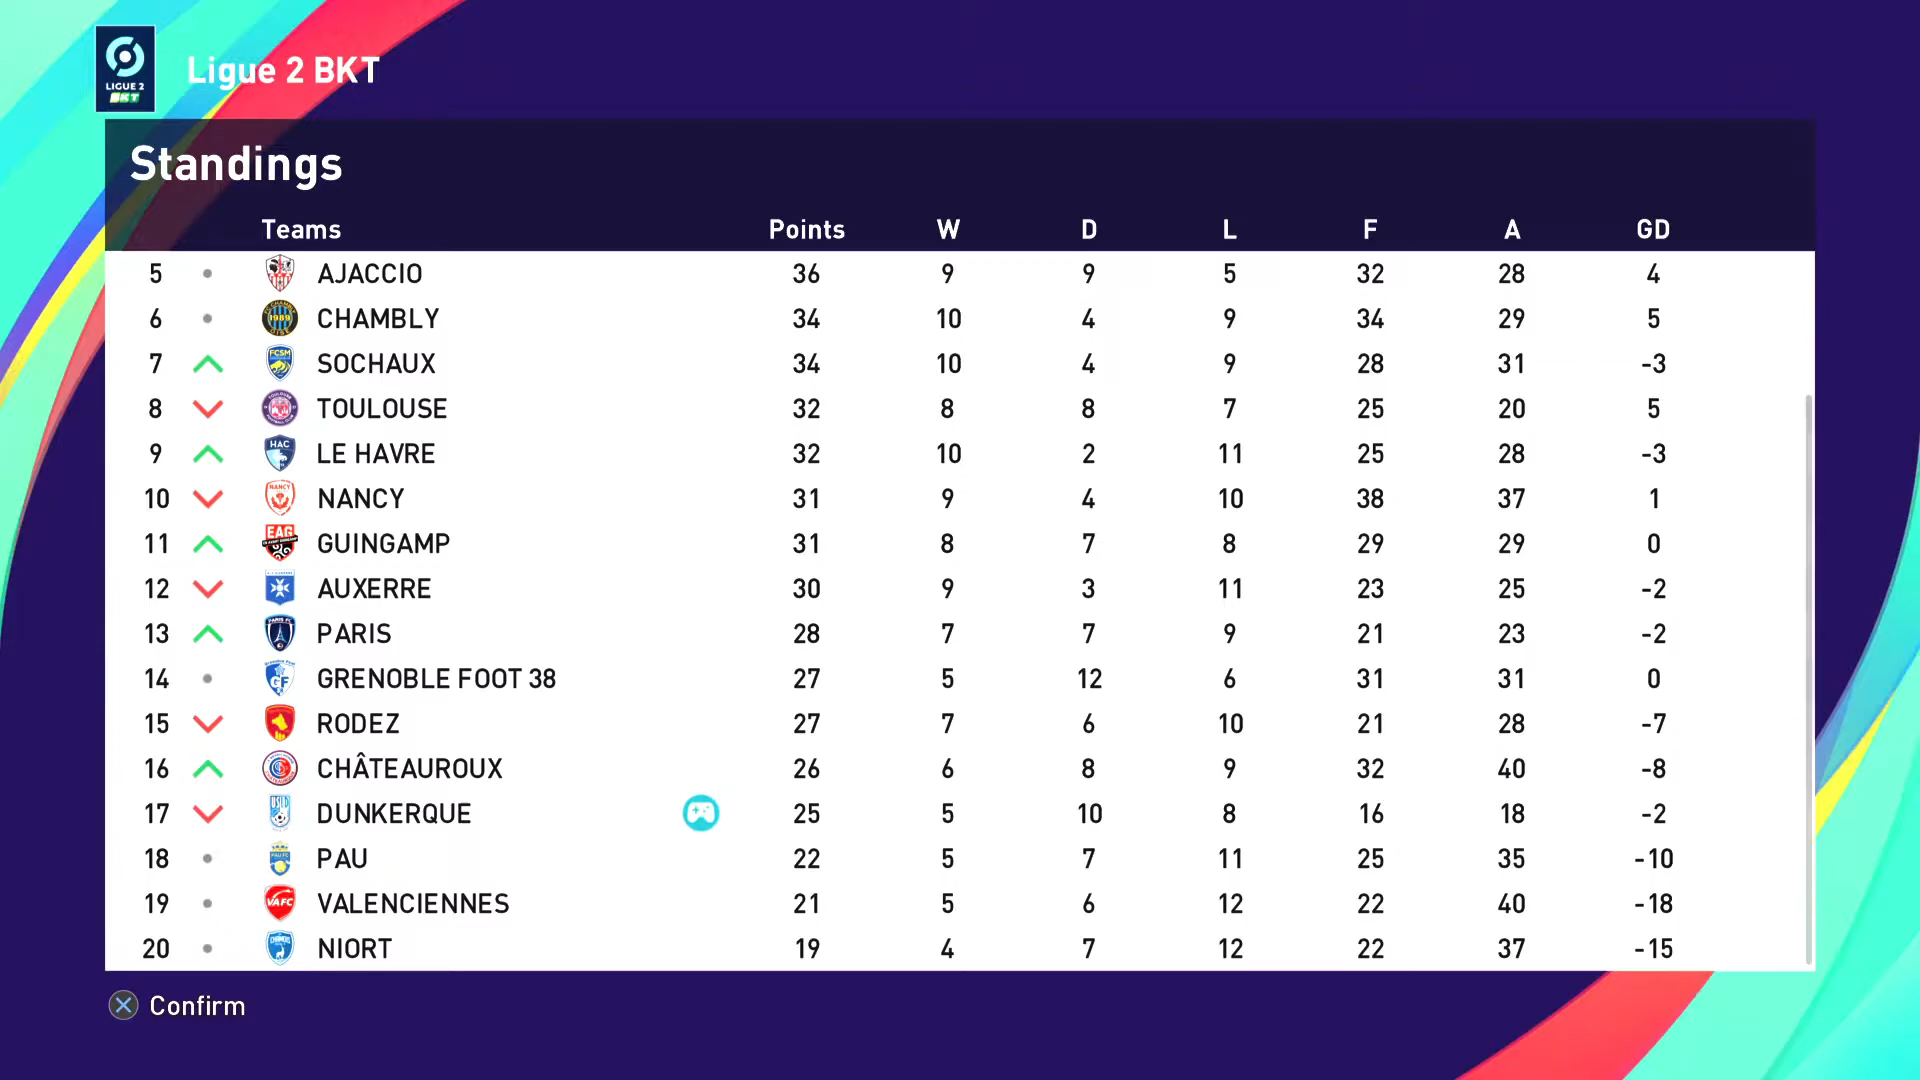 LIGUE 2
BKT
Ligue 2 BKT
Standings
Teams Points W D L F A GD
5 AJACCIO 36 9 9 5 32 28 4
6 CHAMBLY 34 10 4 9 34 29 5
7 SOCHAUX 34 10 4 9 28 31 -3
8 TOULOUSE 32 8 8 7 25 20 5
9 LE HAVRE 32 10 2 11 25 28 -3
10 NANCY 31 9 4 10 38 37 1
11 GUINGAMP 31 8 7 8 29 29 0
12 AUXERRE 30 9 3 11 23 25 -2
13 PARIS 28 7 7 9 21 23 -2
14 GRENOBLE FOOT 38 27 5 12 6 31 31 0
15 RODEZ 27 7 6 10 21 28 -7
16 CHÂTEAUROUX 26 6 8 9 32 40 -8
17 DUNKERQUE 25 5 10 8 16 18 -2
18 PAU 22 5 7 11 25 35 -10
19 VALENCIENNES 21 5 6 12 22 40 -18
20 NIORT 19 4 7 12 22 37 -15
Confirm